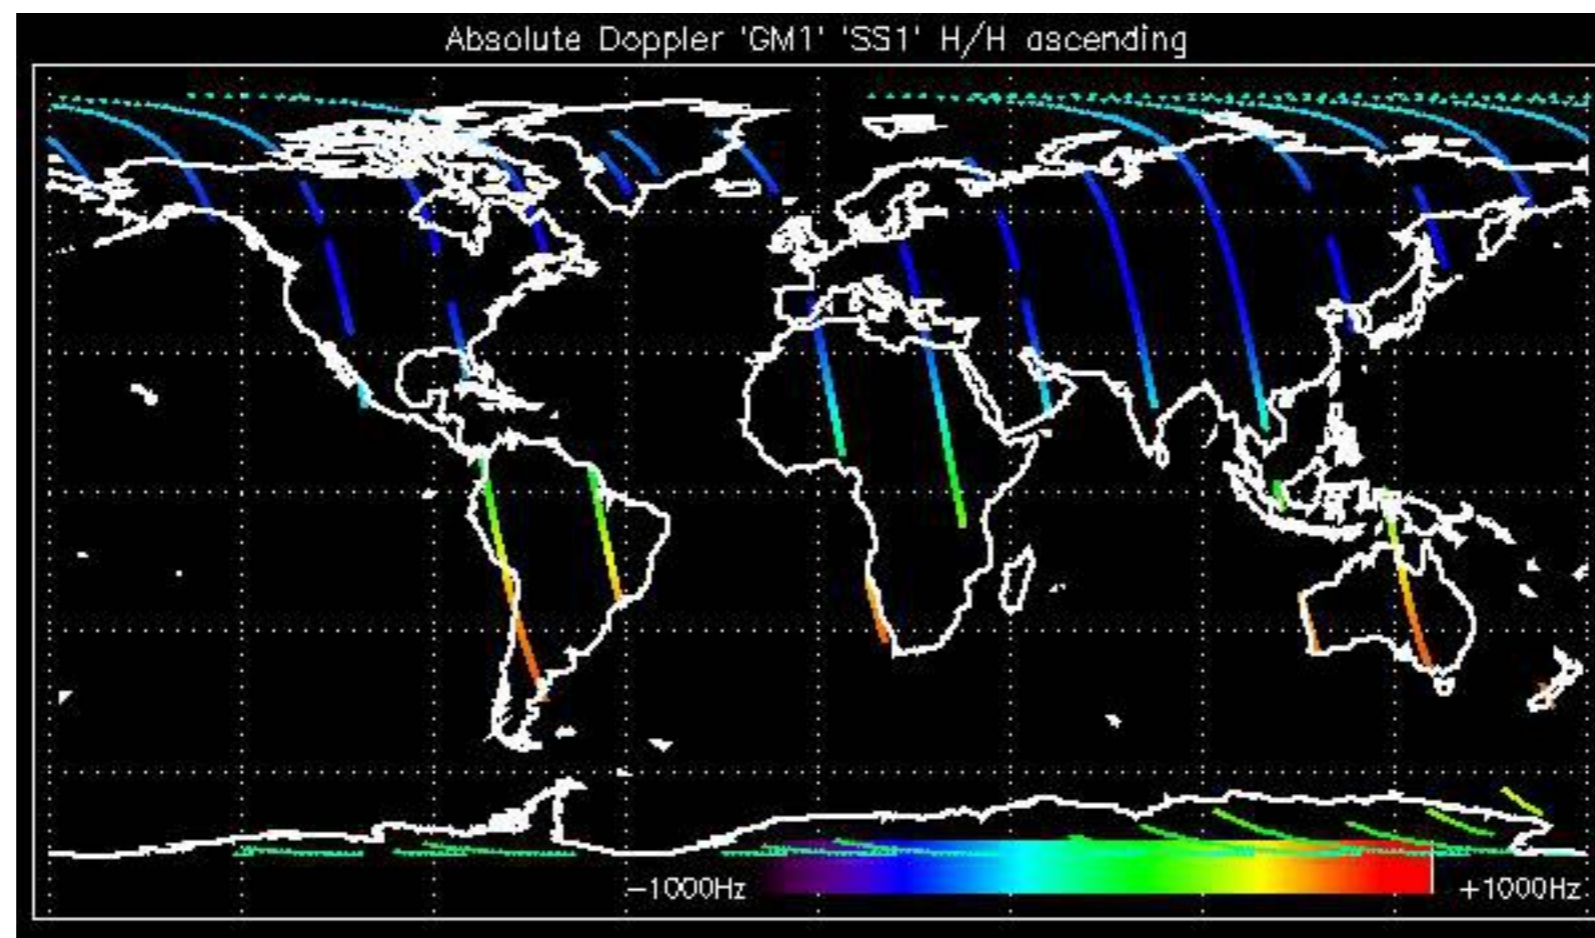 Absolute Doppler 'GM1' 'SS1' H/H ascending
−1000Hz
+1000Hz